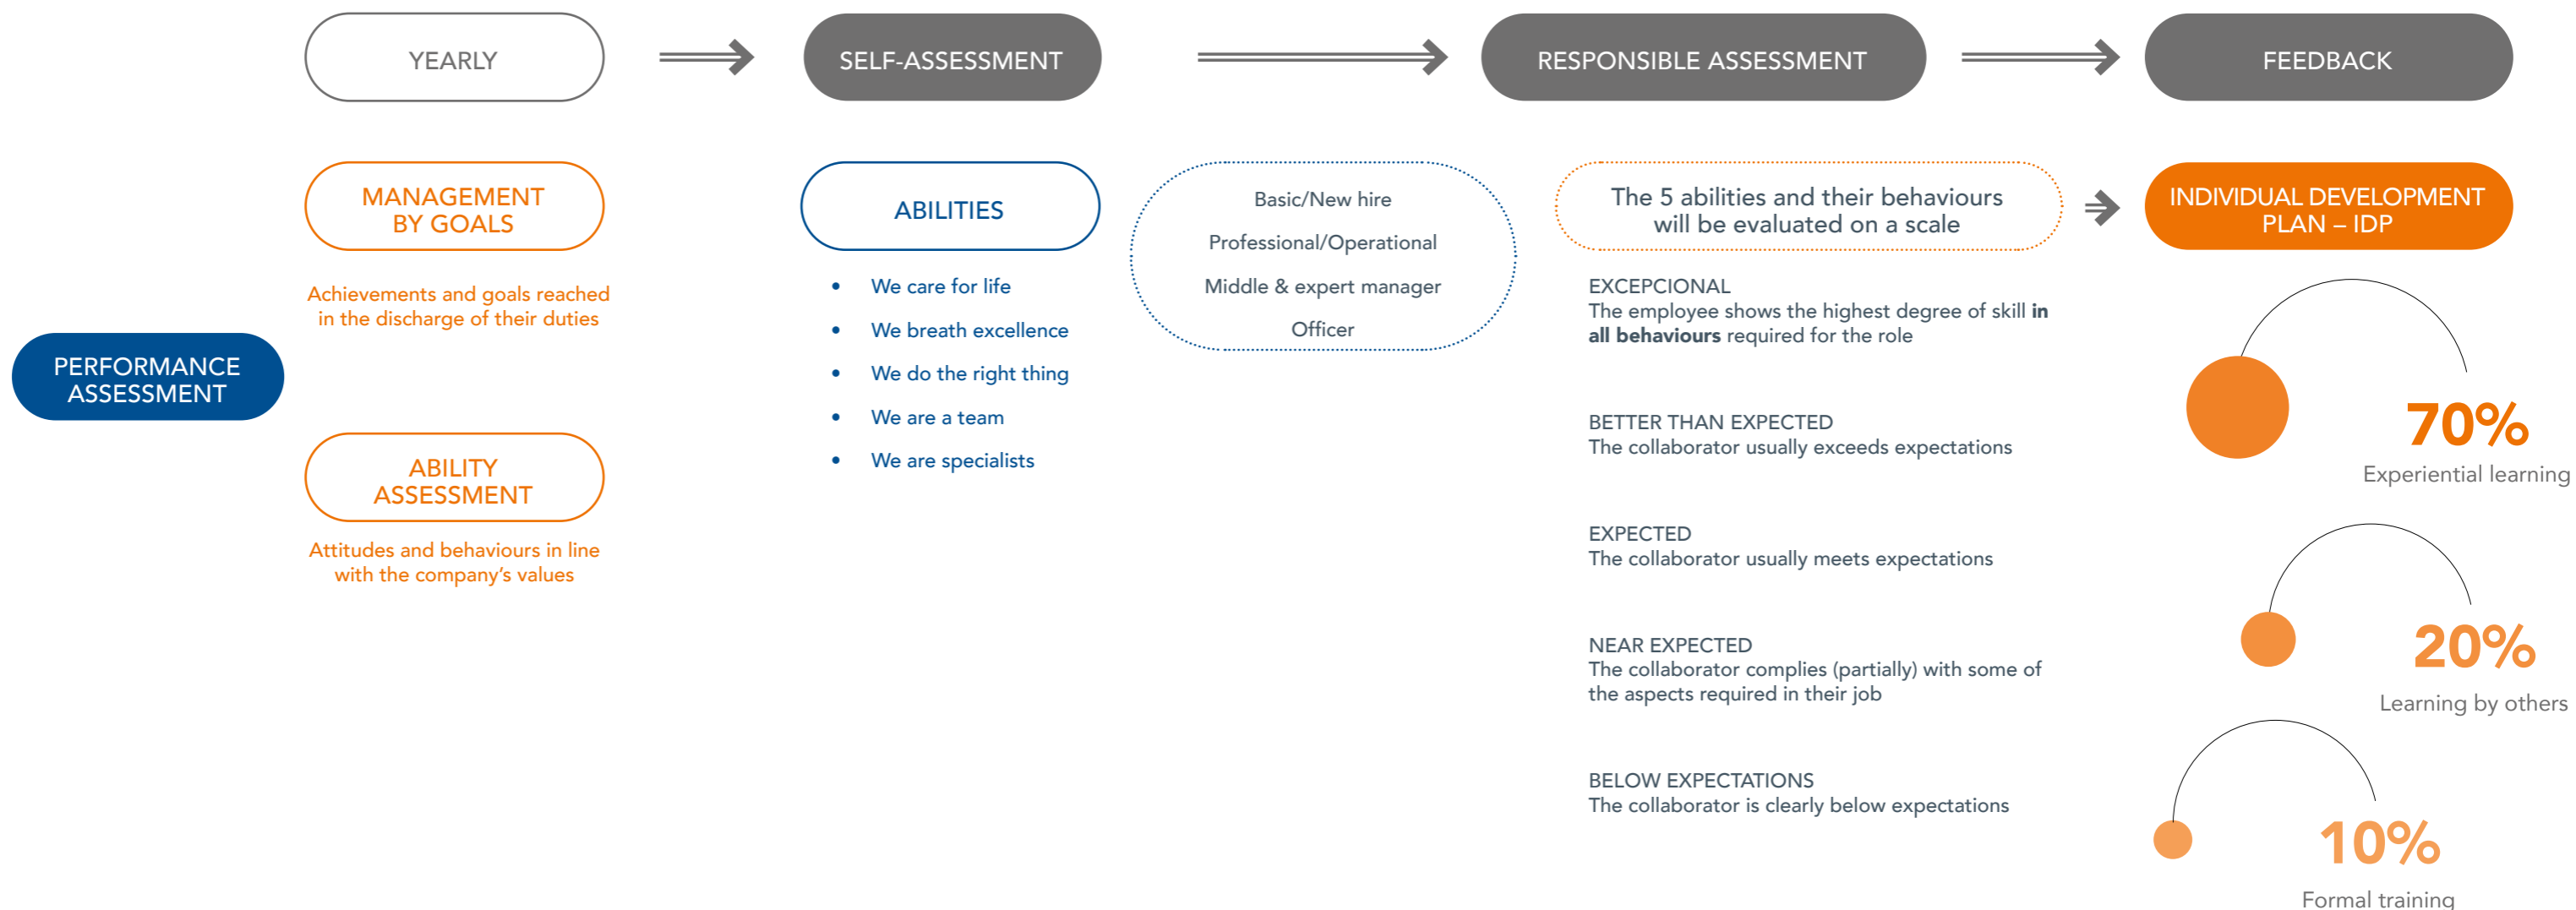 YEARLY
SELF-ASSESSMENT
RESPONSIBLE ASSESSMENT
FEEDBACK
PERFORMANCE
ASSESSMENT
MANAGEMENT
BY GOALS
Achievements and goals reached
in the discharge of their duties
ABILITY
ASSESSMENT
Attitudes and behaviours in line
with the company's values
ABILITIES
• We care for life
• We breath excellence
• We do the right thing
• We are a team
• We are specialists
Basic/New hire
Professional/Operational
Middle & expert manager
Officer
The 5 abilities and their behaviours
will be evaluated on a scale
EXCEPCIONAL
The employee shows the highest degree of skill in
all behaviours required for the role
BETTER THAN EXPECTED
The collaborator usually exceeds expectations
EXPECTED
The collaborator usually meets expectations
NEAR EXPECTED
The collaborator complies (partially) with some of
the aspects required in their job
BELOW EXPECTATIONS
The collaborator is clearly below expectations
INDIVIDUAL DEVELOPMENT
PLAN – IDP
70%
Experiential learning
20%
Learning by others
10%
Formal training